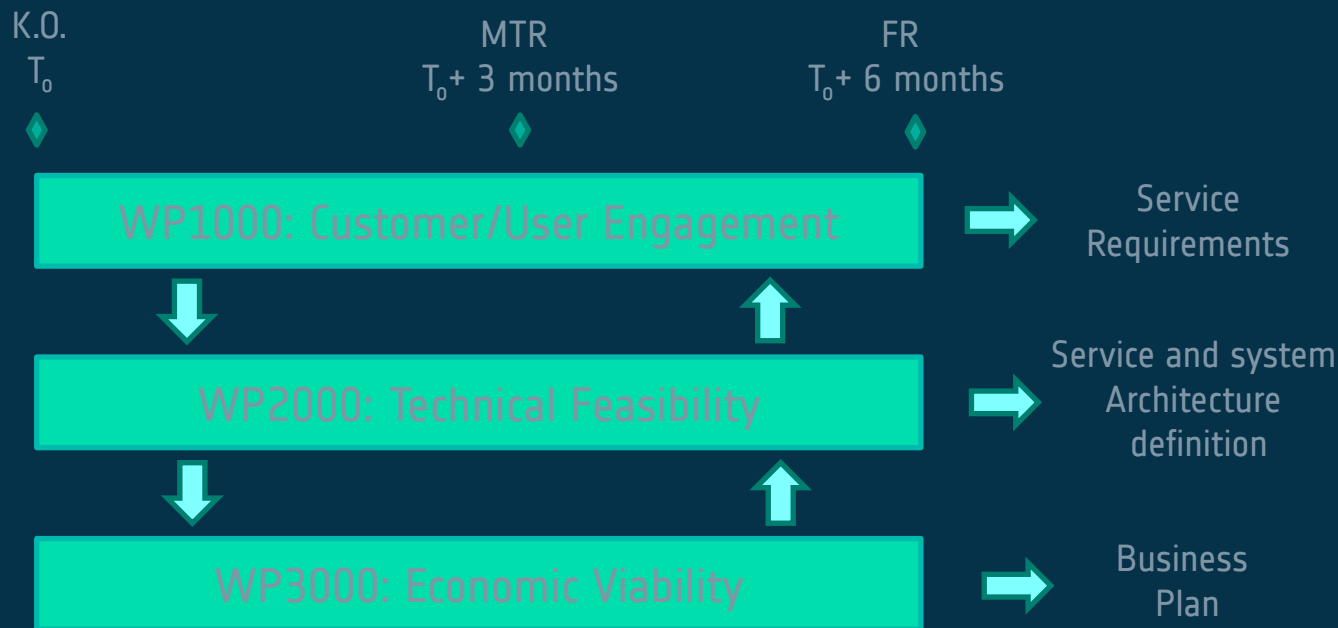 K.O.
T₀
MTR
T₀+ 3 months
FR
T₀+ 6 months
WP1000: Customer/User Engagement
Service
Requirements
WP2000: Technical Feasibility
Service and system
Architecture
definition
WP3000: Economic Viability
Business
Plan